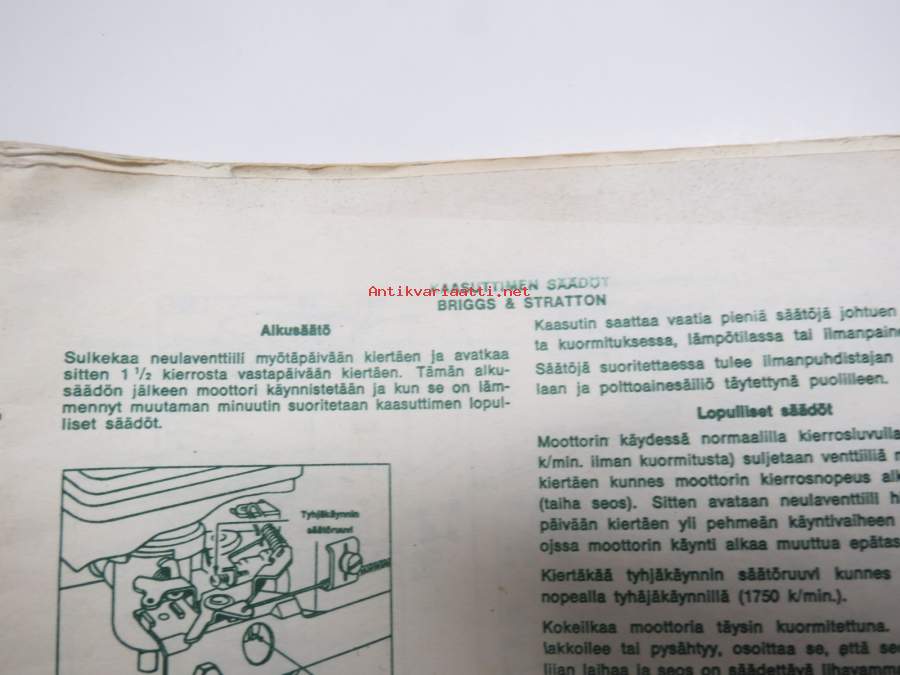 KAASUTTIMEN SÄÄDÖT
Antikvariaatti.net
BRIGGS & STRATTON
Alkusäätö
Sulkekaa neulaventtiili myötäpäivään kiertäen ja avatkaa
sitten 1 1/2 kierrosta vastapäivään kiertäen. Tämän alku-
säädön jälkeen moottori käynnistetään ja kun se on läm-
mennyt muutaman minuutin suoritetaan kaasuttimen lopul-
liset säädöt.
Tyhjäkäynnin
säätöruuvi
Kaasutin saattaa vaatia pieniä säätöjä johtuen
ta kuormituksessa, lämpötilassa tai ilmanpaine
Säätöjä suoritettaessa tulee ilmanpuhdistajan
laan ja polttoainesäiliö täytettynä puolilleen.
Lopulliset säädöt
Moottorin käydessä normaalilla kierrosluvulla
k/min. ilman kuormitusta) suljetaan venttiiliä
kiertäen kunnes moottorin kierrosnopeus
(taiha seos). Sitten avataan neulaventtiili
päivään kiertäen yli pehmeän käyntivaiheen
ojssa moottorin käynti alkaa muuttua
Kiertäkää tyhjäkäynnin säätöruuvi kunnes
nopealla tyhäjäkäynnillä (1750 k/min.).
Kokeilkaa moottoria täysin kuormitettuna.
lakkoilee tai pysähtyy, osoittaa se, että
liian laihaa ja seos on säädettävä